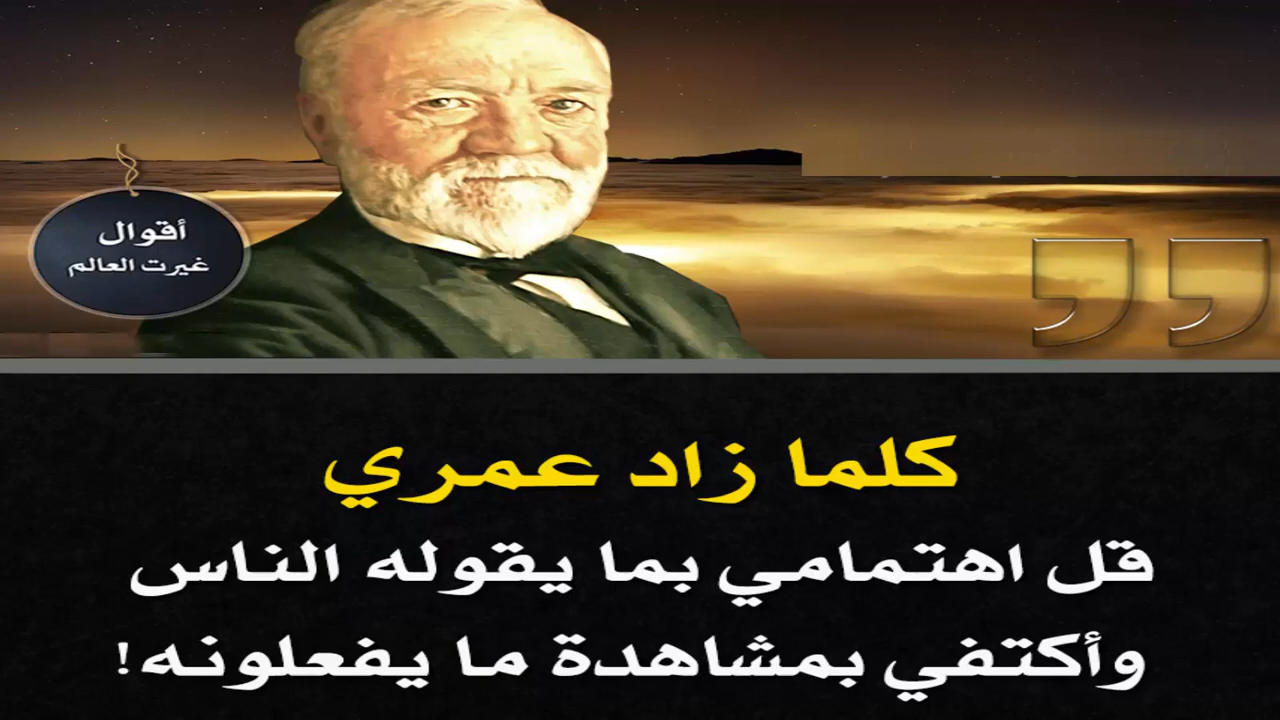 أقوال
غيرت العالم
كلما زاد عمري
قل اهتمامي بما يقوله الناس
وأكتفي بمشاهدة ما يفعلونه!